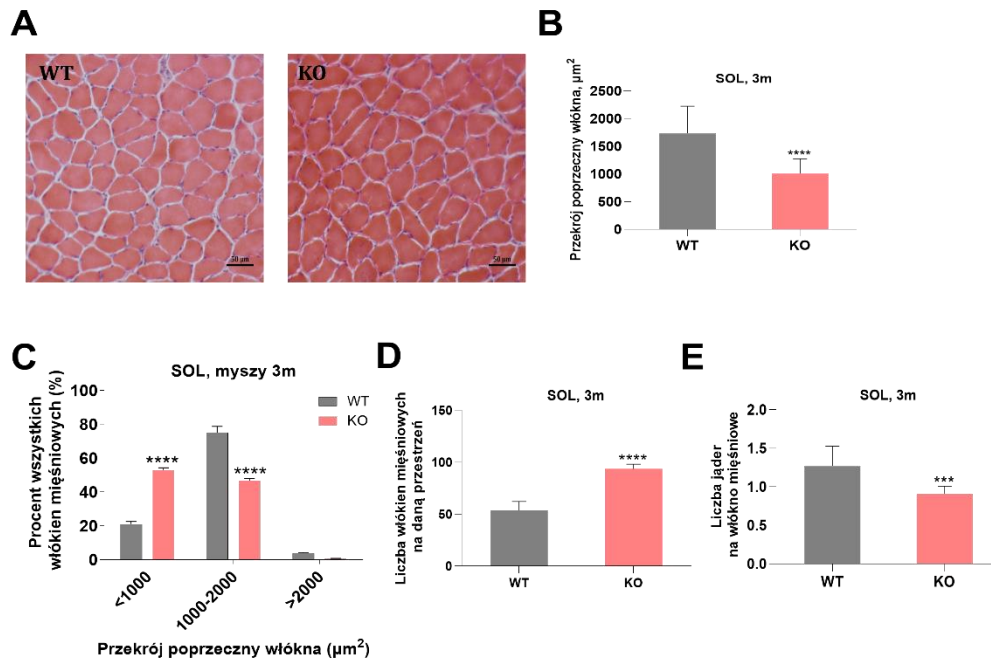 A
WT
50 µm
KO
50 µm
B
SOL, 3m
Przekrój poprzeczny włókna, µm²
2500
2000
1500
1000
500
0
****
WT
KO
C
SOL, myszy 3m
Procent wszystkich
włókien mięśniowych (%)
100
80
60
40
20
0
WT
KO
****
****
<1000
1000-2000
>2000
Przekrój poprzeczny włókna (µm²)
D
SOL, 3m
Liczba włókien mięśniowych
na daną przestrzeń
150
100
50
0
****
WT
KO
E
SOL, 3m
Liczba jąder
na włókno mięśniowe
2.0
1.5
1.0
0.5
0.0
***
WT
KO